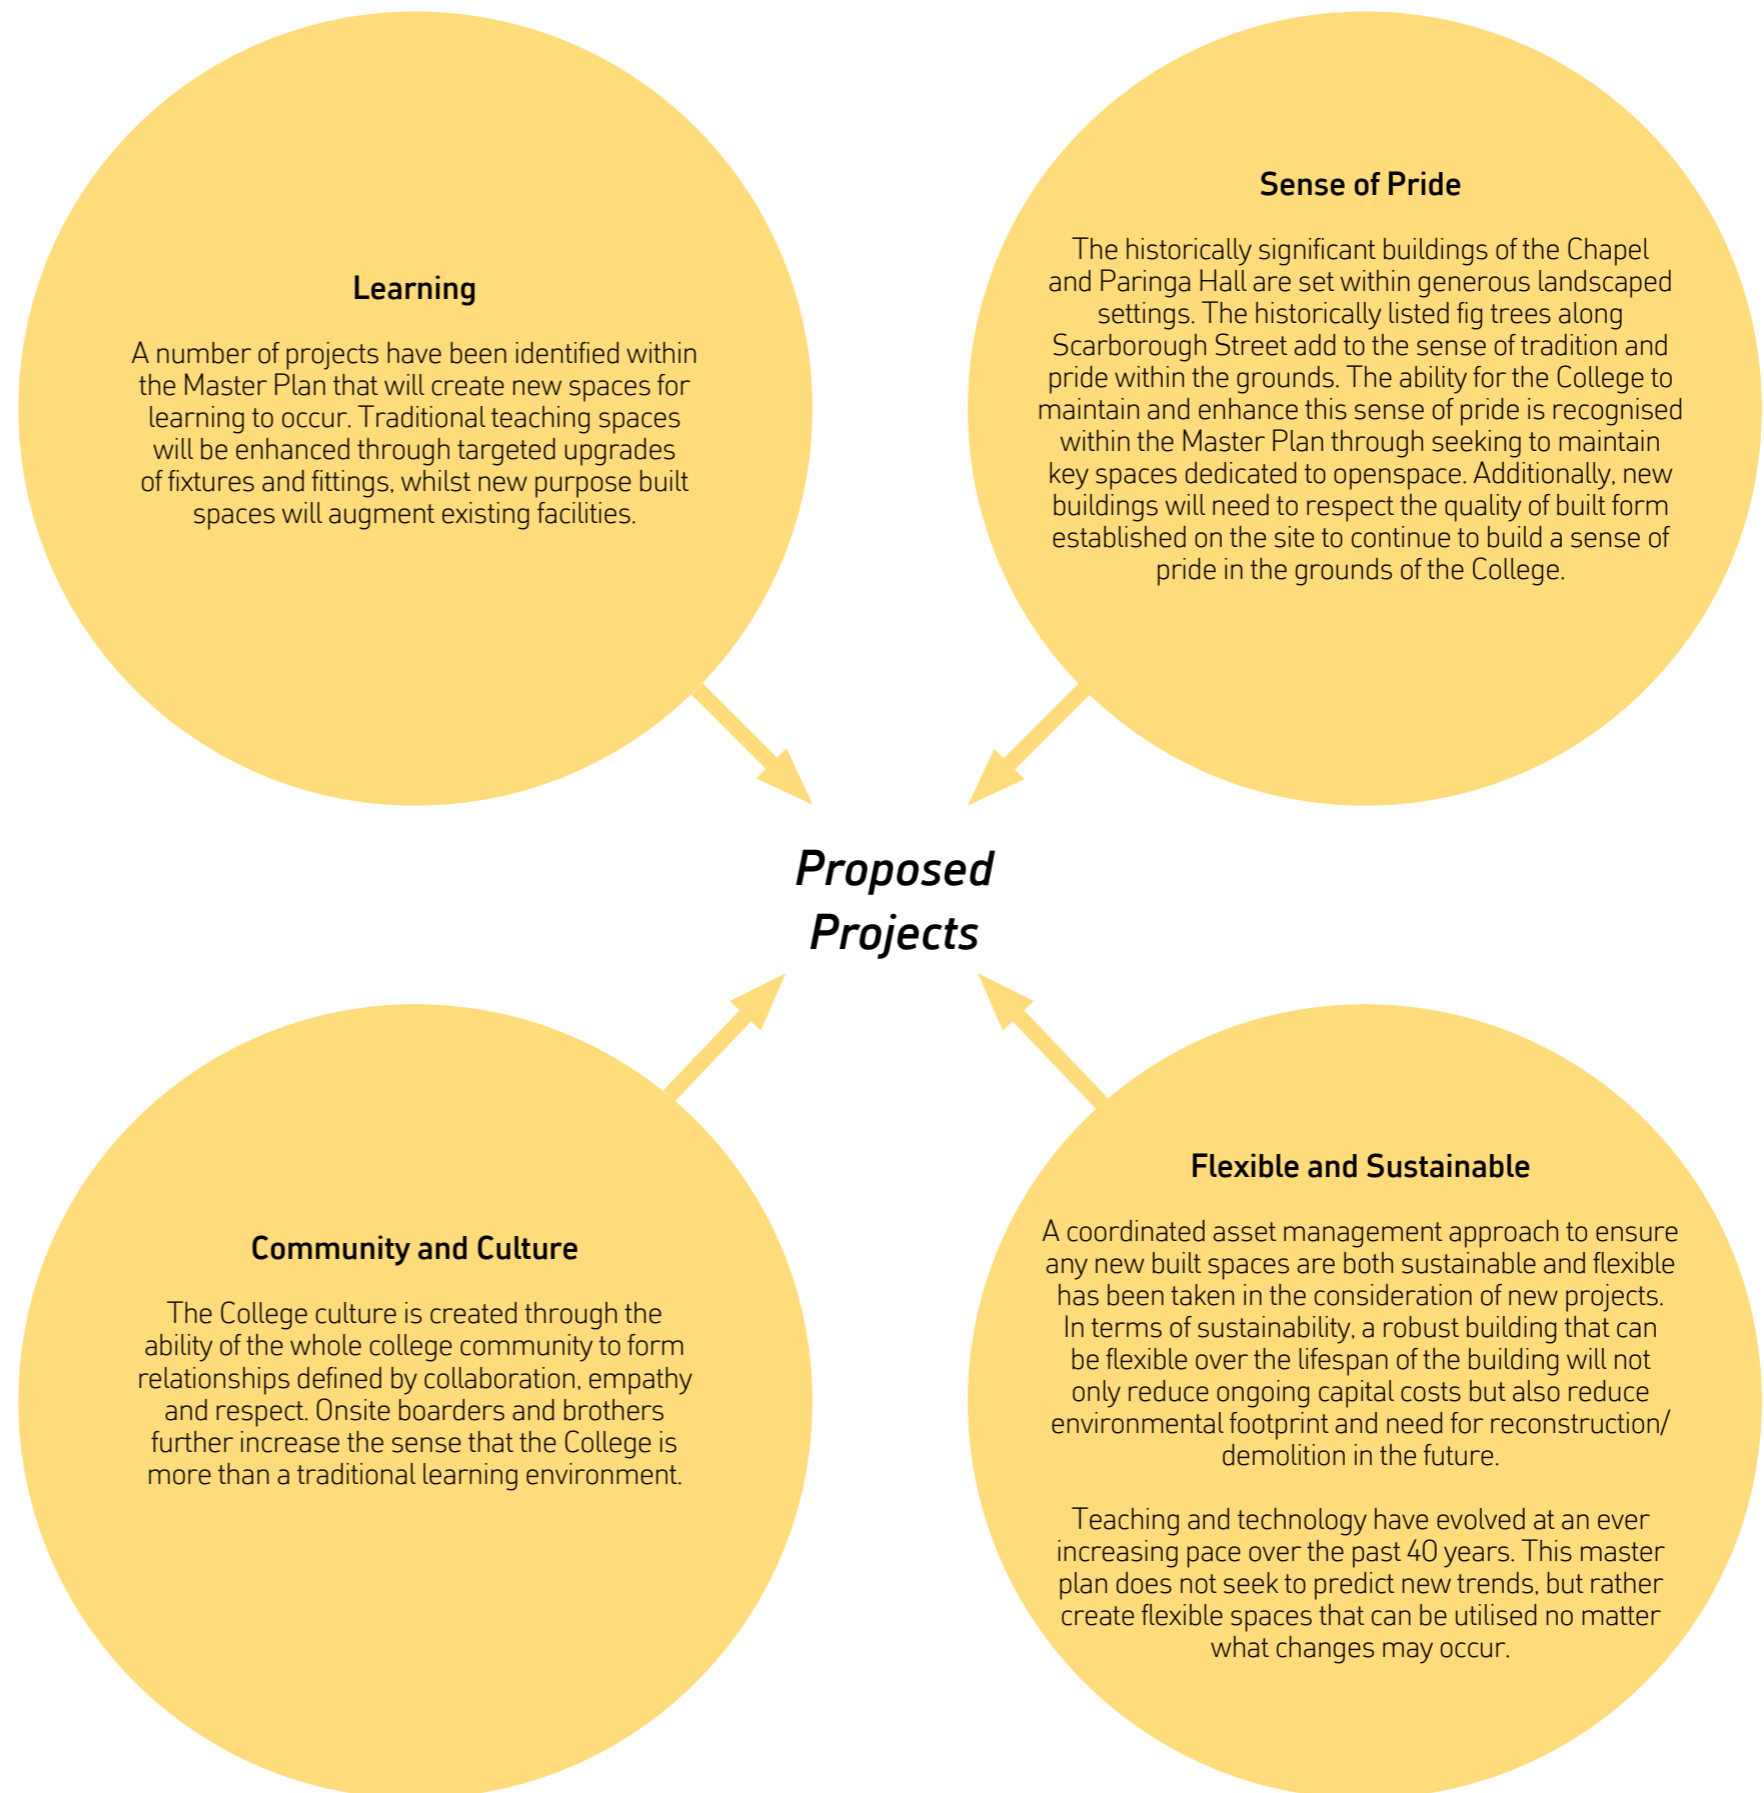 Learning
A number of projects have been identified within
the Master Plan that will create new spaces for
learning to occur. Traditional teaching spaces
will be enhanced through targeted upgrades
of fixtures and fittings, whilst new purpose built
spaces will augment existing facilities.
Sense of Pride
The historically significant buildings of the Chapel
and Paringa Hall are set within generous landscaped
settings. The historically listed fig trees along
Scarborough Street add to the sense of tradition and
pride within the grounds. The ability for the College to
maintain and enhance this sense of pride is recognised
within the Master Plan through seeking to maintain
key spaces dedicated to openspace. Additionally, new
buildings will need to respect the quality of built form
established on the site to continue to build a sense of
pride in the grounds of the College.
Proposed
Projects
Community and Culture
The College culture is created through the
ability of the whole college community to form
relationships defined by collaboration, empathy
and respect. Onsite boarders and brothers
further increase the sense that the College is
more than a traditional learning environment.
Flexible and Sustainable
A coordinated asset management approach to ensure
any new built spaces are both sustainable and flexible
has been taken in the consideration of new projects.
In terms of sustainability, a robust building that can
be flexible over the lifespan of the building will not
only reduce ongoing capital costs but also reduce
environmental footprint and need for reconstruction/
demolition in the future.
Teaching and technology have evolved at an ever
increasing pace over the past 40 years. This master
plan does not seek to predict new trends, but rather
create flexible spaces that can be utilised no matter
what changes may occur.